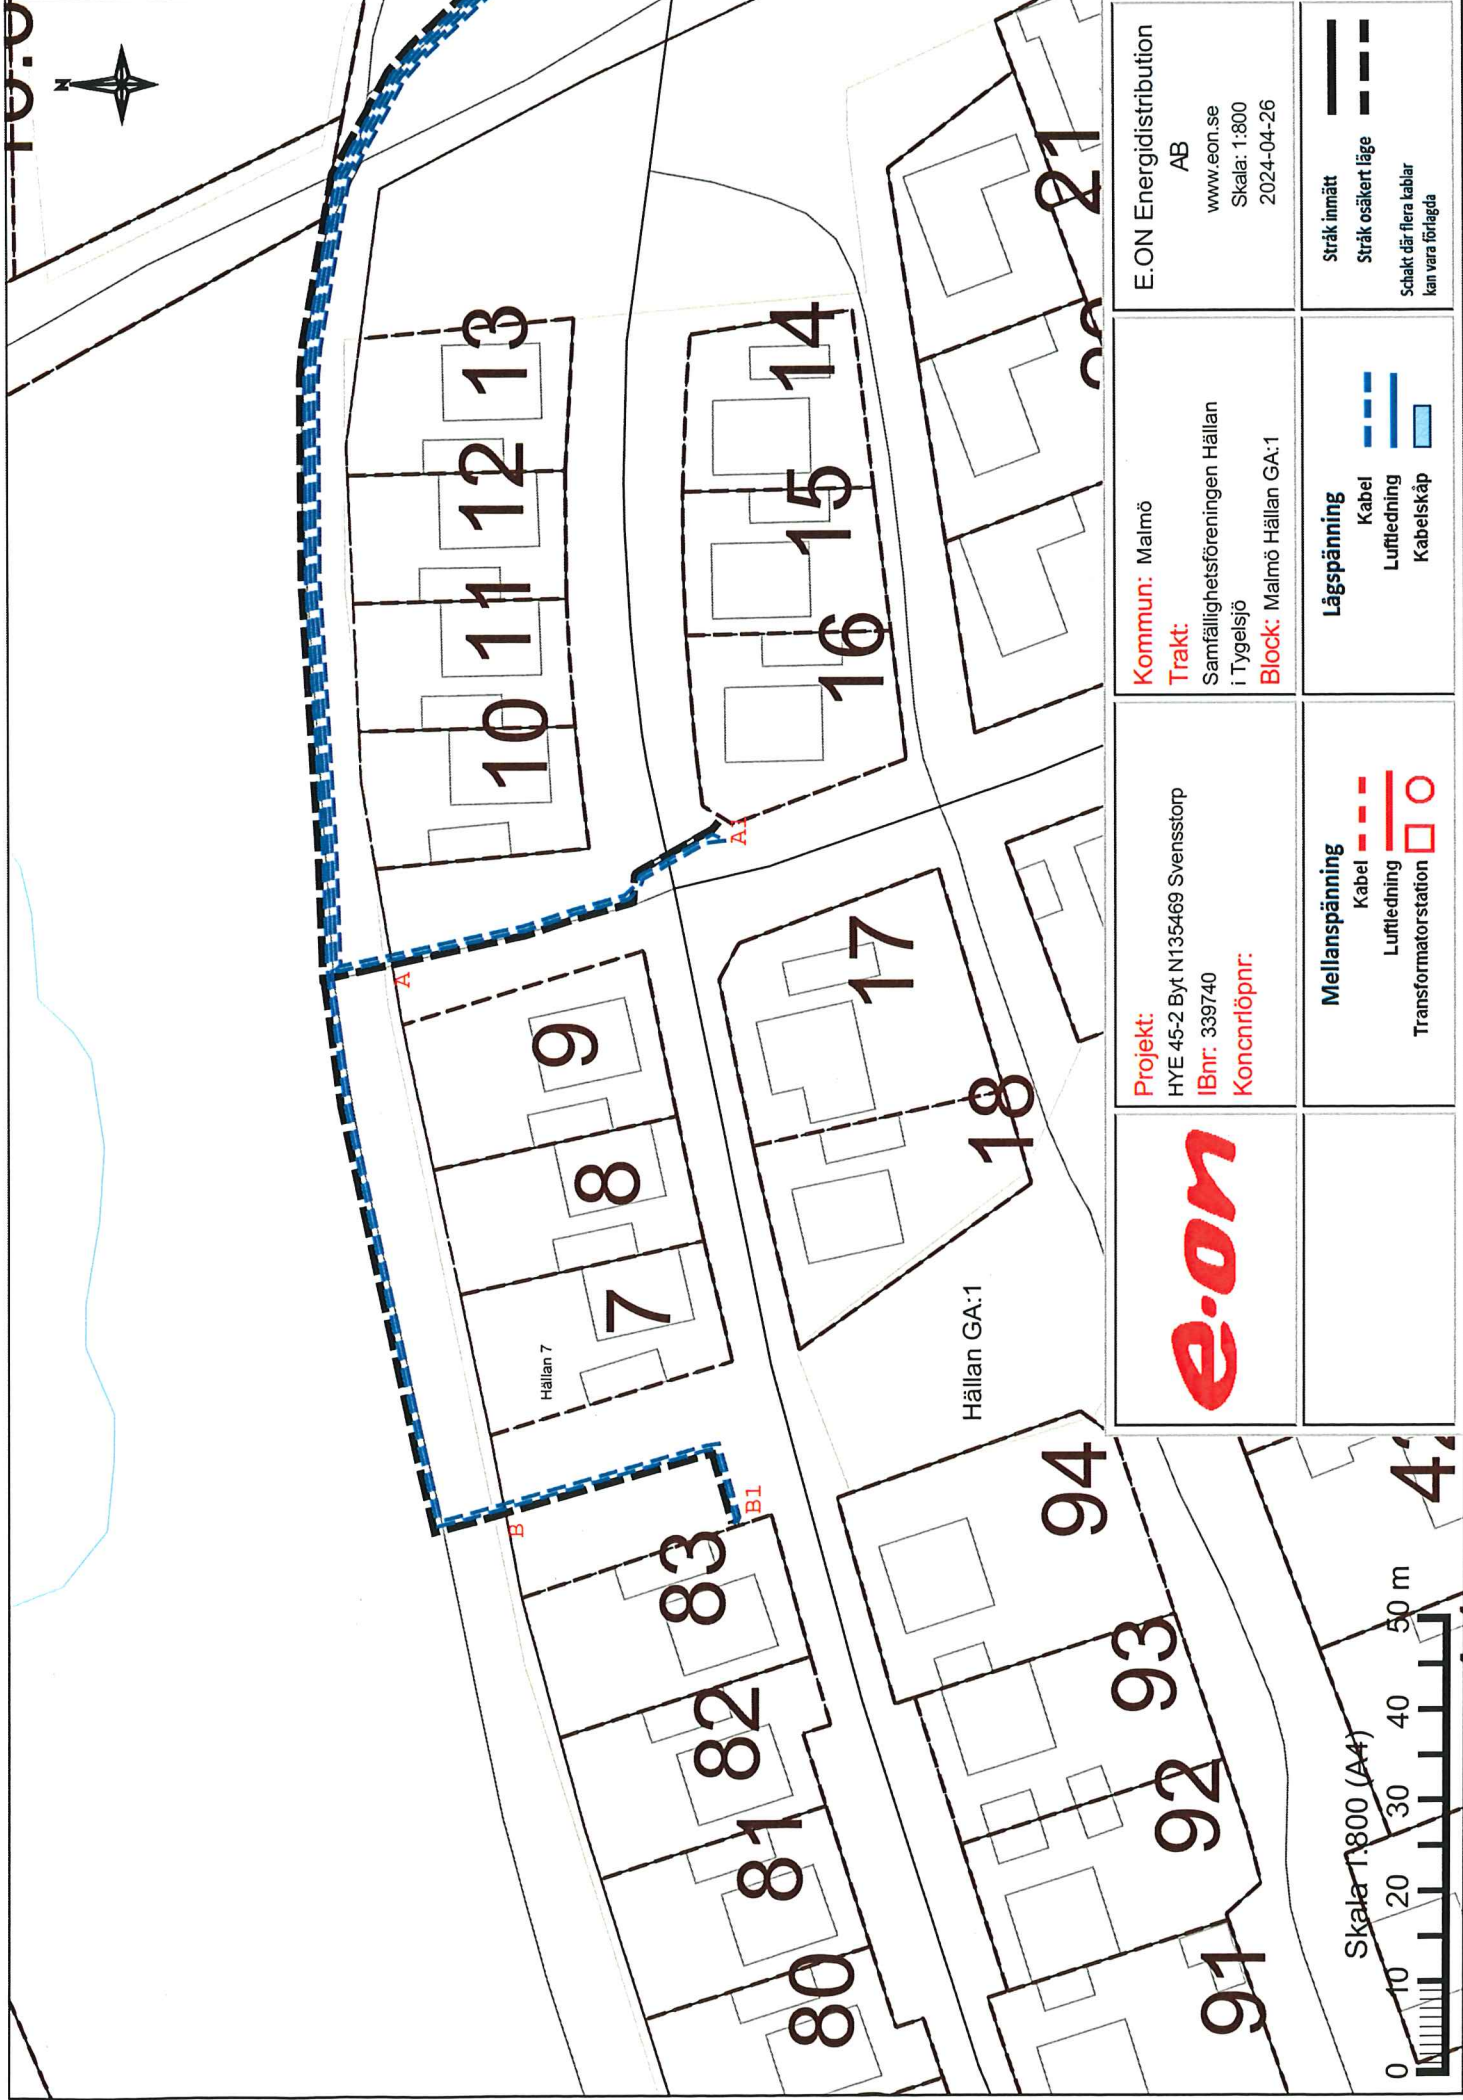 N
13
12
11
10
9
8
7
Hällan 7
14
15
16
17
18
21
A
B
B1
83
82
81
80
94
93
92
91
Hällan GA:1
Skala 1:800 (A4)
0 10 20 30 40 50 m
e·on
Projekt:
HYE 45-2 Byt N135469 Svensstorp
IBnr: 339740
Koncnrlöpnr:
Kommun: Malmö
Trakt:
Samfällighetsföreningen Hällan
i Tygelsjö
Block: Malmö Hällan GA:1
E.ON Energidistribution
AB
www.eon.se
Skala: 1:800
2024-04-26
Mellanspänning
Kabel
Luftledning
Transformatorstation
Lågspänning
Kabel
Luftledning
Kabelskåp
Stråk inmätt
Stråk osäkert läge
Schakt där flera kablar
kan vara förlagda